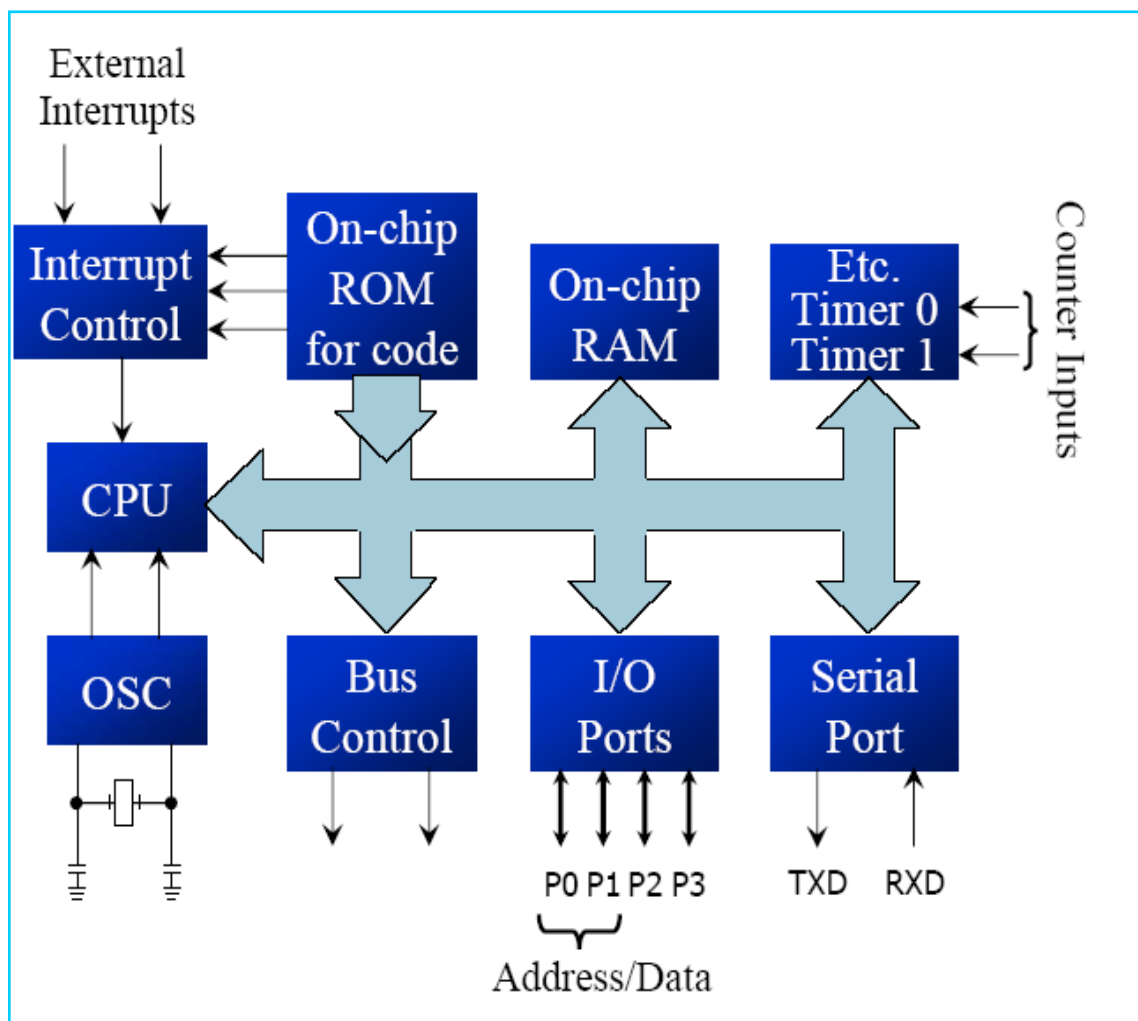 External
Interrupts
Interrupt
Control
On-chip
ROM
for code
On-chip
RAM
Etc.
Timer 0
Timer 1
Counter Inputs
CPU
OSC
Bus
Control
I/O
Ports
Serial
Port
P0 P1 P2 P3
TXD RXD
Address/Data